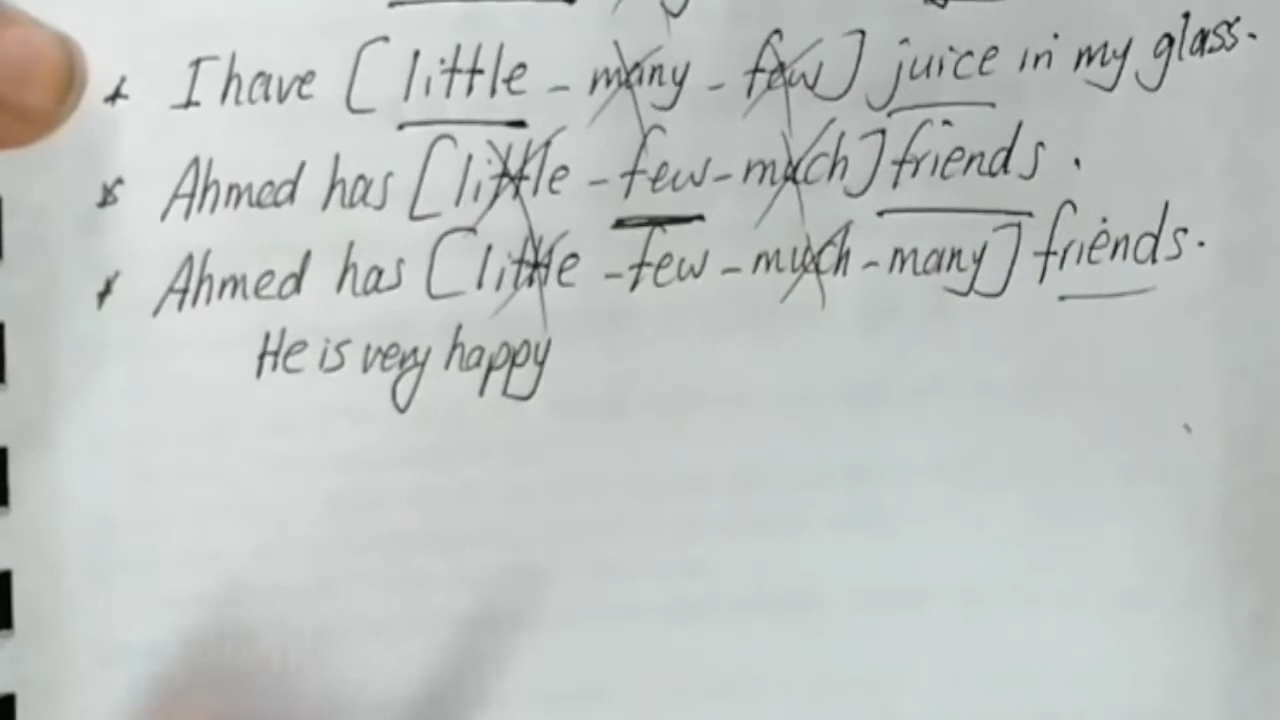 * I have [little - many - few] juice in my glass.
* Ahmed has [little - few - much] friends.
* Ahmed has [little - few - much - many] friends.
He is very happy